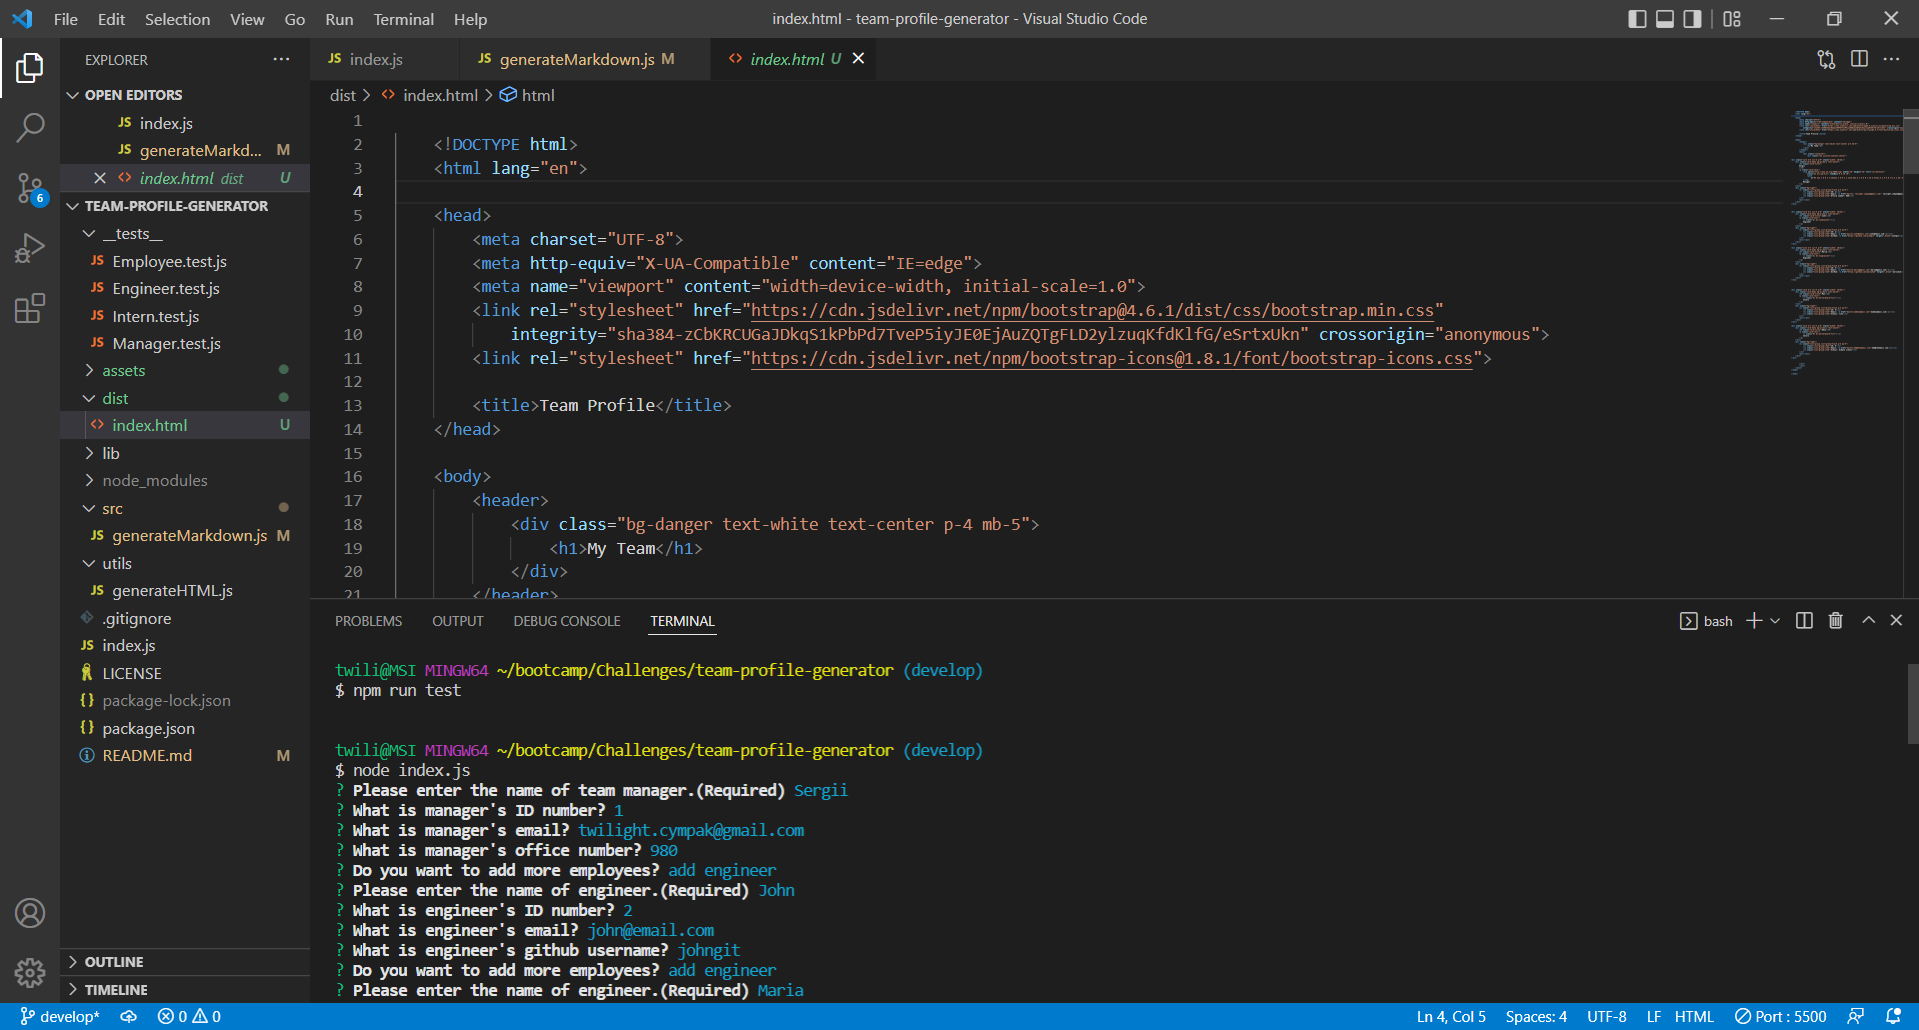 File Edit Selection View Go Run Terminal Help
index.html - team-profile-generator - Visual Studio Code
EXPLORER
OPEN EDITORS
JS index.js
JS generateMarkd... M
index.html dist U
6
TEAM-PROFILE-GENERATOR
__tests__
JS Employee.test.js
JS Engineer.test.js
JS Intern.test.js
JS Manager.test.js
assets
dist
index.html U
lib
node_modules
src
JS generateMarkdown.js M
utils
JS generateHTML.js
.gitignore
JS index.js
LICENSE
package-lock.json
package.json
README.md M
OUTLINE
TIMELINE
JS index.js
JS generateMarkdown.js M
index.html U
dist > index.html > html
1
2 <!DOCTYPE html>
3 <html lang="en">
4
5 <head>
6 <meta charset="UTF-8">
7 <meta http-equiv="X-UA-Compatible" content="IE=edge">
8 <meta name="viewport" content="width=device-width, initial-scale=1.0">
9 <link rel="stylesheet" href="https://cdn.jsdelivr.net/npm/bootstrap@4.6.1/dist/css/bootstrap.min.css"
10 integrity="sha384-zCbKRCUGaJDkqS1kPbPd7TveP5iyJE0EjAuZQTgFLD2ylzuqKfdKlfG/eSrtxUkn" crossorigin="anonymous">
11 <link rel="stylesheet" href="https://cdn.jsdelivr.net/npm/bootstrap-icons@1.8.1/font/bootstrap-icons.css">
12
13 <title>Team Profile</title>
14 </head>
15
16 <body>
17 <header>
18 <div class="bg-danger text-white text-center p-4 mb-5">
19 <h1>My Team</h1>
20 </div>
21 </header>
PROBLEMS OUTPUT DEBUG CONSOLE TERMINAL
bash
twili@MSI MINGW64 ~/bootcamp/Challenges/team-profile-generator (develop)
$ npm run test
twili@MSI MINGW64 ~/bootcamp/Challenges/team-profile-generator (develop)
$ node index.js
? Please enter the name of team manager.(Required) Sergii
? What is manager's ID number? 1
? What is manager's email? twilight.cympak@gmail.com
? What is manager's office number? 980
? Do you want to add more employees? add engineer
? Please enter the name of engineer.(Required) John
? What is engineer's ID number? 2
? What is engineer's email? john@email.com
? What is engineer's github username? johngit
? Do you want to add more employees? add engineer
? Please enter the name of engineer.(Required) Maria
develop* 0 0 Ln 4, Col 5 Spaces: 4 UTF-8 LF HTML Port : 5500